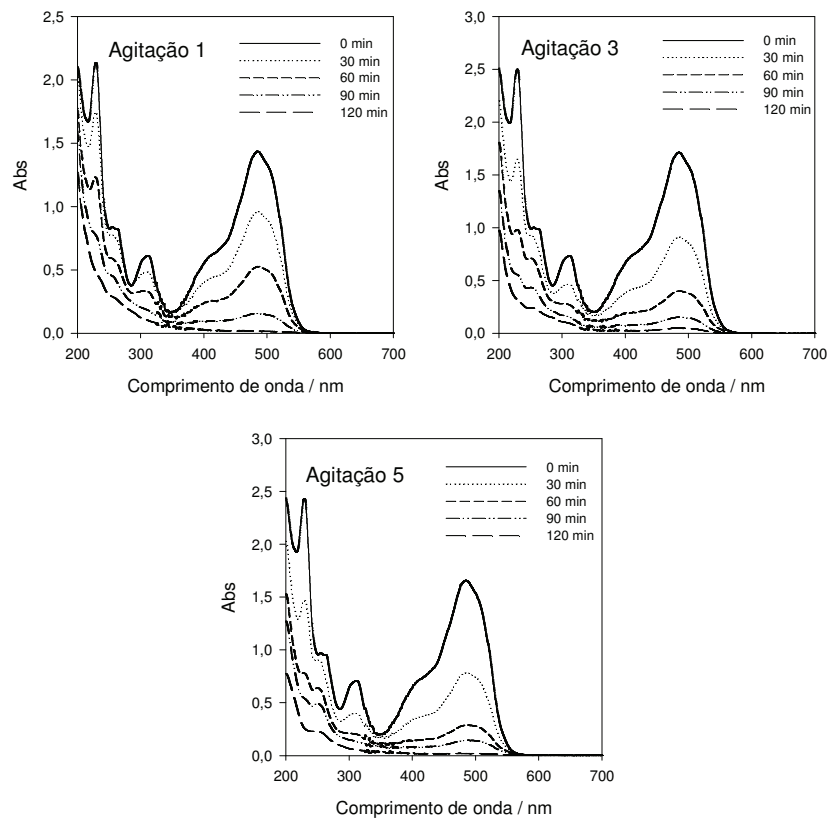 2,5
2,0
1,5
1,0
0,5
0,0
Abs
Agitação 1
0 min
30 min
60 min
90 min
120 min
200 300 400 500 600 700
Comprimento de onda / nm
3,0
2,5
2,0
1,5
1,0
0,5
0,0
Abs
Agitação 3
0 min
30 min
60 min
90 min
120 min
200 300 400 500 600 700
Comprimento de onda / nm
3,0
2,5
2,0
1,5
1,0
0,5
0,0
Abs
Agitação 5
0 min
30 min
60 min
90 min
120 min
200 300 400 500 600 700
Comprimento de onda / nm